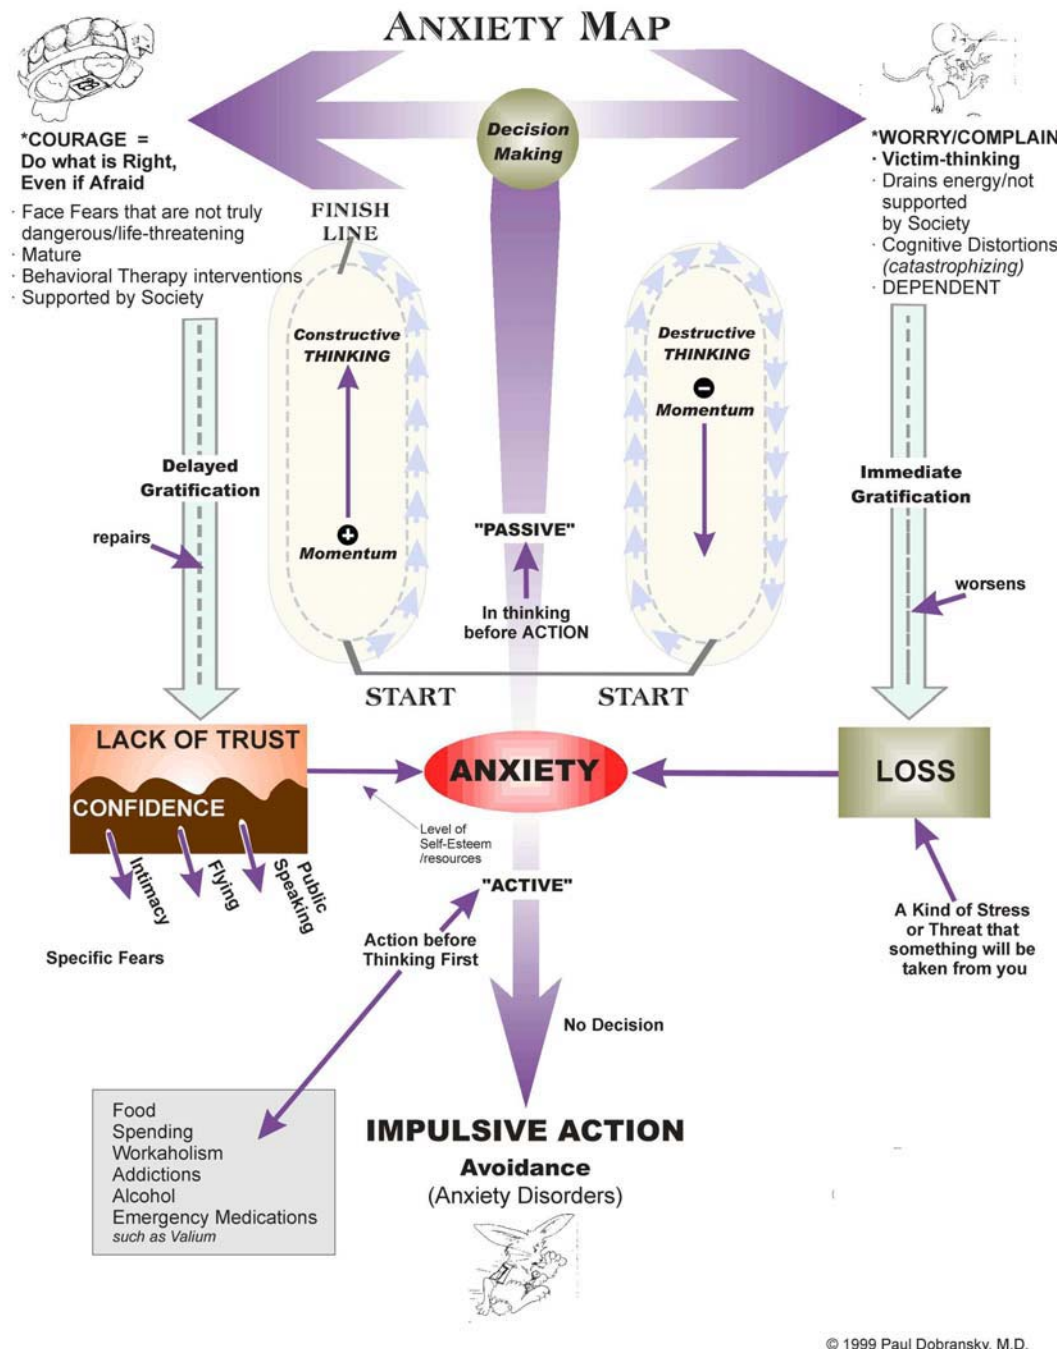 ANXIETY MAP
Decision
Making
*COURAGE =
Do what is Right,
Even if Afraid
· Face Fears that are not truly
dangerous/life-threatening
· Mature
· Behavioral Therapy interventions
· Supported by Society
*WORRY/COMPLAIN
· Victim-thinking
· Drains energy/not
supported
by Society
· Cognitive Distortions
(catastrophizing)
· DEPENDENT
FINISH
LINE
Constructive
THINKING
+
Momentum
Destructive
THINKING
-
Momentum
Delayed
Gratification
repairs
Immediate
Gratification
worsens
"PASSIVE"
In thinking
before ACTION
START
START
LACK OF TRUST
CONFIDENCE
ANXIETY
LOSS
Level of
Self-Esteem
/resources
Intimacy
Flying
Public
Speaking
Specific Fears
"ACTIVE"
Action before
Thinking First
A Kind of Stress
or Threat that
something will be
taken from you
No Decision
Food
Spending
Workaholism
Addictions
Alcohol
Emergency Medications
such as Valium
IMPULSIVE ACTION
Avoidance
(Anxiety Disorders)
© 1999 Paul Dobransky, M.D.